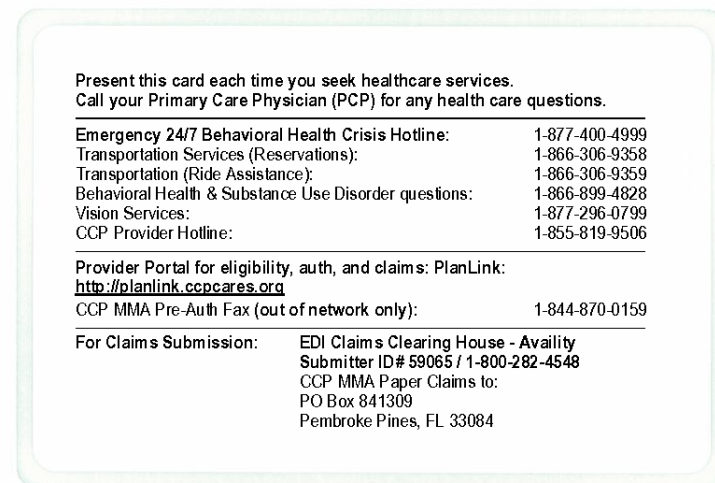 Present this card each time you seek healthcare services.
Call your Primary Care Physician (PCP) for any health care questions.
Emergency 24/7 Behavioral Health Crisis Hotline: 1-877-400-4999
Transportation Services (Reservations): 1-866-306-9358
Transportation (Ride Assistance): 1-866-306-9359
Behavioral Health & Substance Use Disorder questions: 1-866-899-4828
Vision Services: 1-877-296-0799
CCP Provider Hotline: 1-855-819-9506
Provider Portal for eligibility, auth, and claims: PlanLink:
http://planlink.ccpcares.org
CCP MMA Pre-Auth Fax (out of network only): 1-844-870-0159
For Claims Submission: EDI Claims Clearing House - Availity
Submitter ID# 59065 / 1-800-282-4548
CCP MMA Paper Claims to:
PO Box 841309
Pembroke Pines, FL 33084